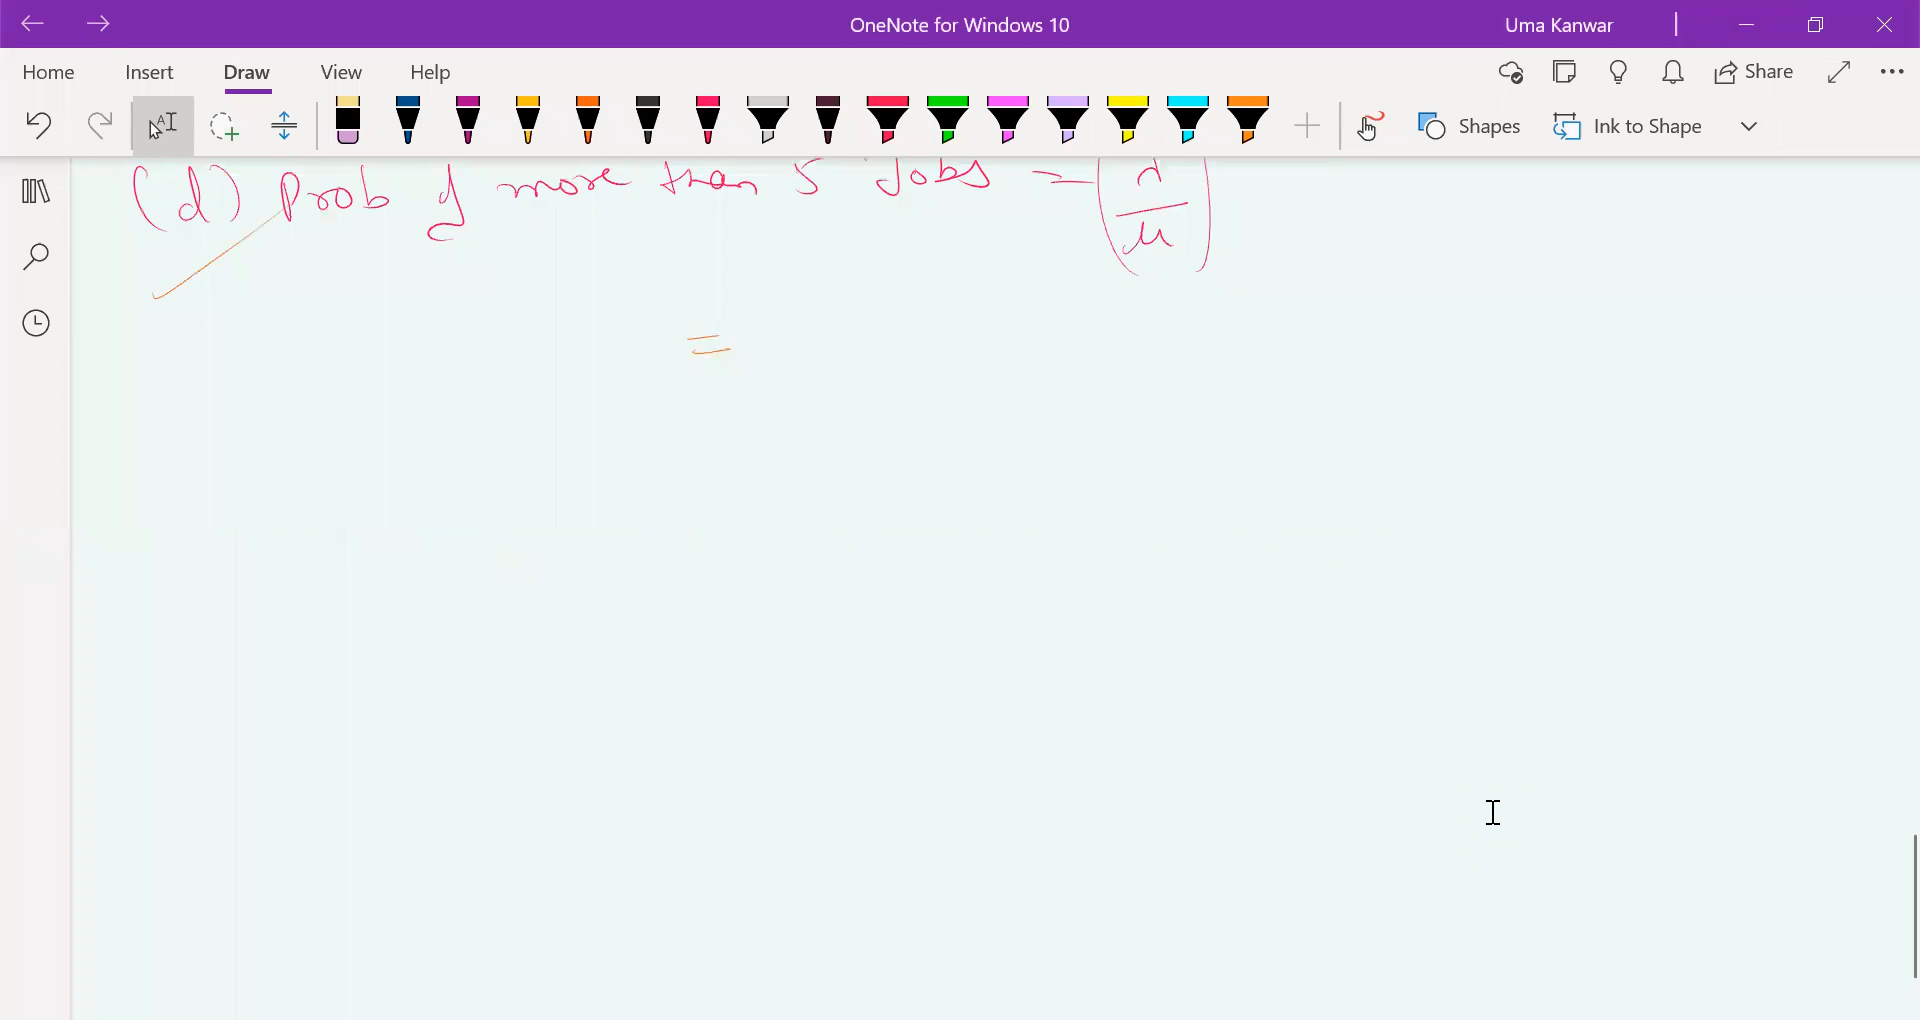 OneNote for Windows 10
Uma Kanwar
Home Insert Draw View Help
Share
Shapes
Ink to Shape
(d) Prob of more than 5 Jobs = (λ/μ)
=